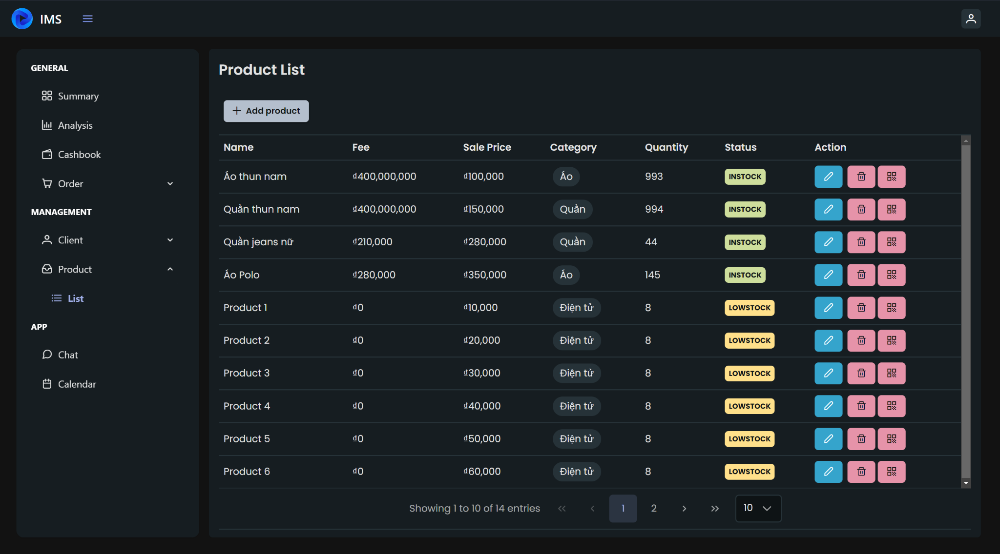 IMS
GENERAL
Summary
Analysis
Cashbook
Order
MANAGEMENT
Client
Product
List
APP
Chat
Calendar
Product List
Add product
Name Fee Sale Price Category Quantity Status Action
Áo thun nam ₫400,000,000 ₫100,000 Áo 993 INSTOCK
Quần thun nam ₫400,000,000 ₫150,000 Quần 994 INSTOCK
Quần jeans nữ ₫210,000 ₫280,000 Quần 44 INSTOCK
Áo Polo ₫280,000 ₫350,000 Áo 145 INSTOCK
Product 1 ₫0 ₫10,000 Điện tử 8 LOWSTOCK
Product 2 ₫0 ₫20,000 Điện tử 8 LOWSTOCK
Product 3 ₫0 ₫30,000 Điện tử 8 LOWSTOCK
Product 4 ₫0 ₫40,000 Điện tử 8 LOWSTOCK
Product 5 ₫0 ₫50,000 Điện tử 8 LOWSTOCK
Product 6 ₫0 ₫60,000 Điện tử 8 LOWSTOCK
Showing 1 to 10 of 14 entries 1 2 10